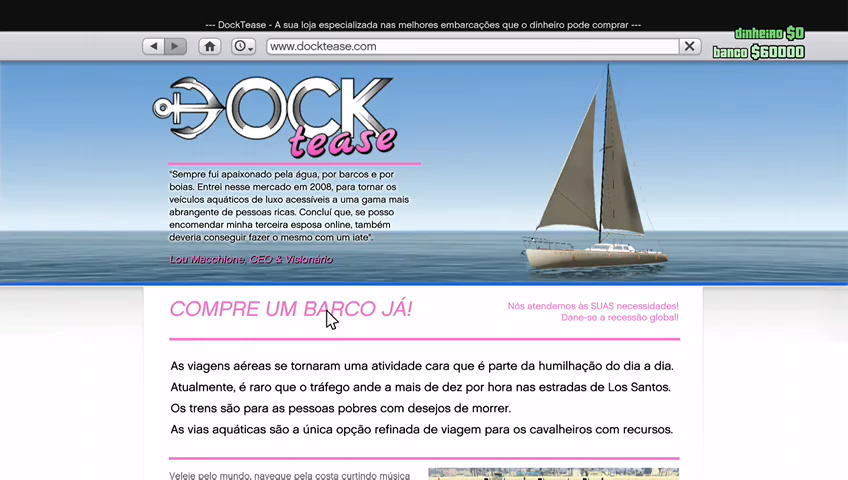 --- DockTease - A sua loja especializada nas melhores embarcações que o dinheiro pode comprar ---
dinheiro $0
banco $60000
www.docktease.com
DOCK
tease
"Sempre fui apaixonado pela água, por barcos e por
boias. Entrei nesse mercado em 2008, para tornar os
veículos aquáticos de luxo acessíveis a uma gama mais
abrangente de pessoas ricas. Concluí que, se posso
encomendar minha terceira esposa online, também
deveria conseguir fazer o mesmo com um iate".
Lou Macchione, CEO & Visionário
COMPRE UM BARCO JÁ!
Nós atendemos às SUAS necessidades!
Dane-se a recessão global!
As viagens aéreas se tornaram uma atividade cara que é parte da humilhação do dia a dia.
Atualmente, é raro que o tráfego ande a mais de dez por hora nas estradas de Los Santos.
Os trens são para as pessoas pobres com desejos de morrer.
As vias aquáticas são a única opção refinada de viagem para os cavalheiros com recursos.
Veleje pelo mundo, navegue pela costa curtindo música